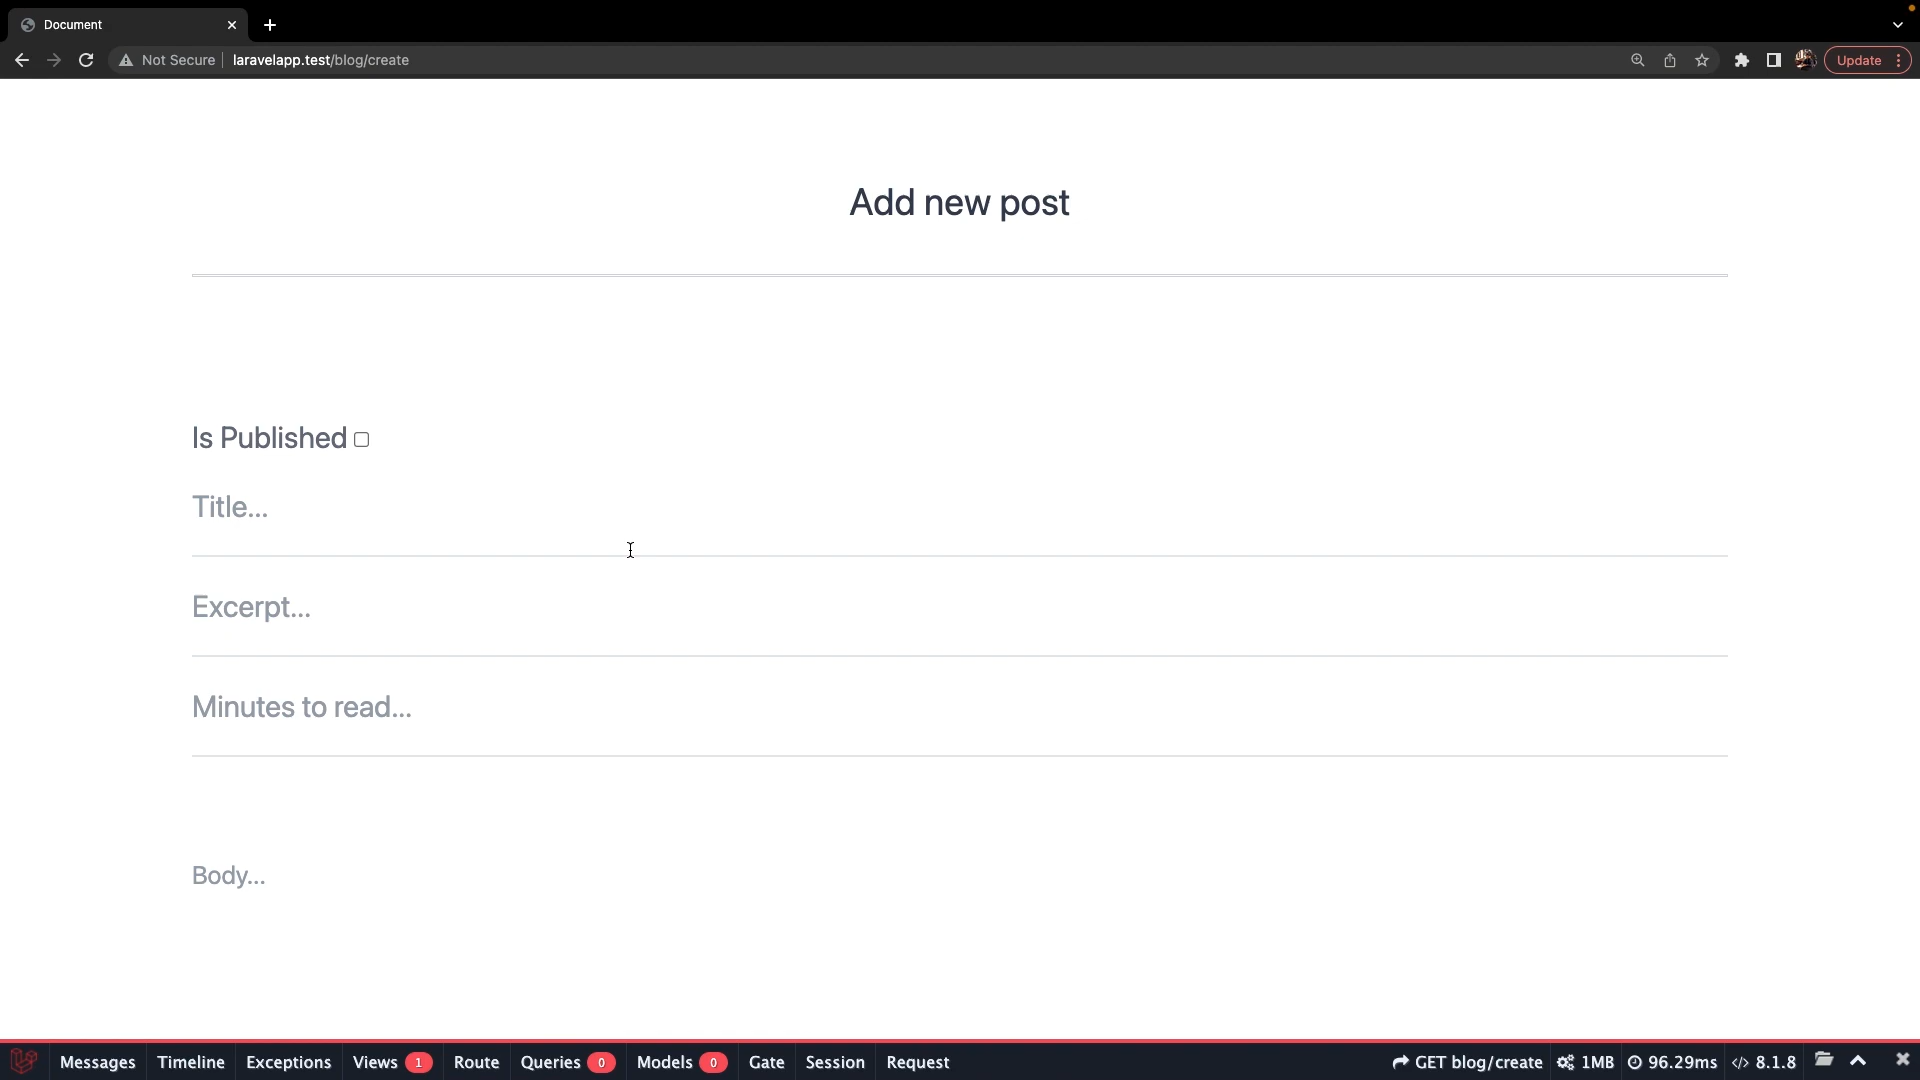 Document
Not Secure laravelapp.test/blog/create Update
Add new post
Is Published
Title...
Excerpt...
Minutes to read...
Body...
Messages Timeline Exceptions Views 1 Route Queries 0 Models 0 Gate Session Request GET blog/create 1MB 96.29ms 8.1.8